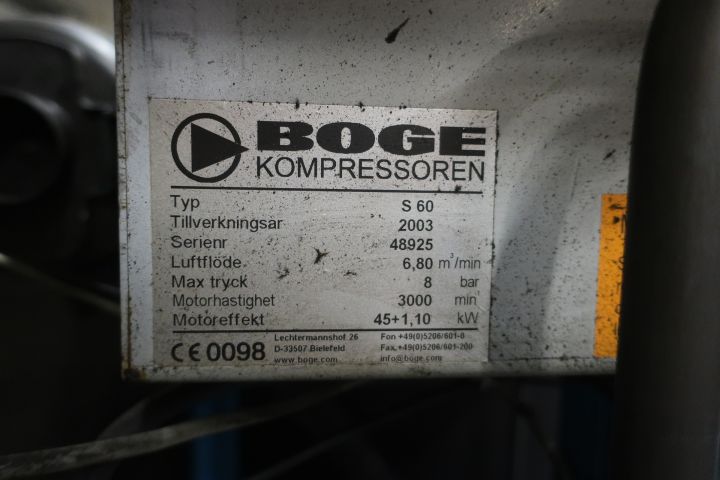 BOGE
KOMPRESSOREN
Typ S 60
Tillverkningsår 2003
Serienr 48925
Luftflöde 6,80 m³/min
Max tryck 8 bar
Motorhastighet 3000 min
Motoreffekt 45+1,10 kW
CE 0098
Lechtermannshof 26 Fon +49(0)5206/601-0
D-33507 Bielefeld Fax.+49(0)5206/601-200
www.boge.com info@boge.com